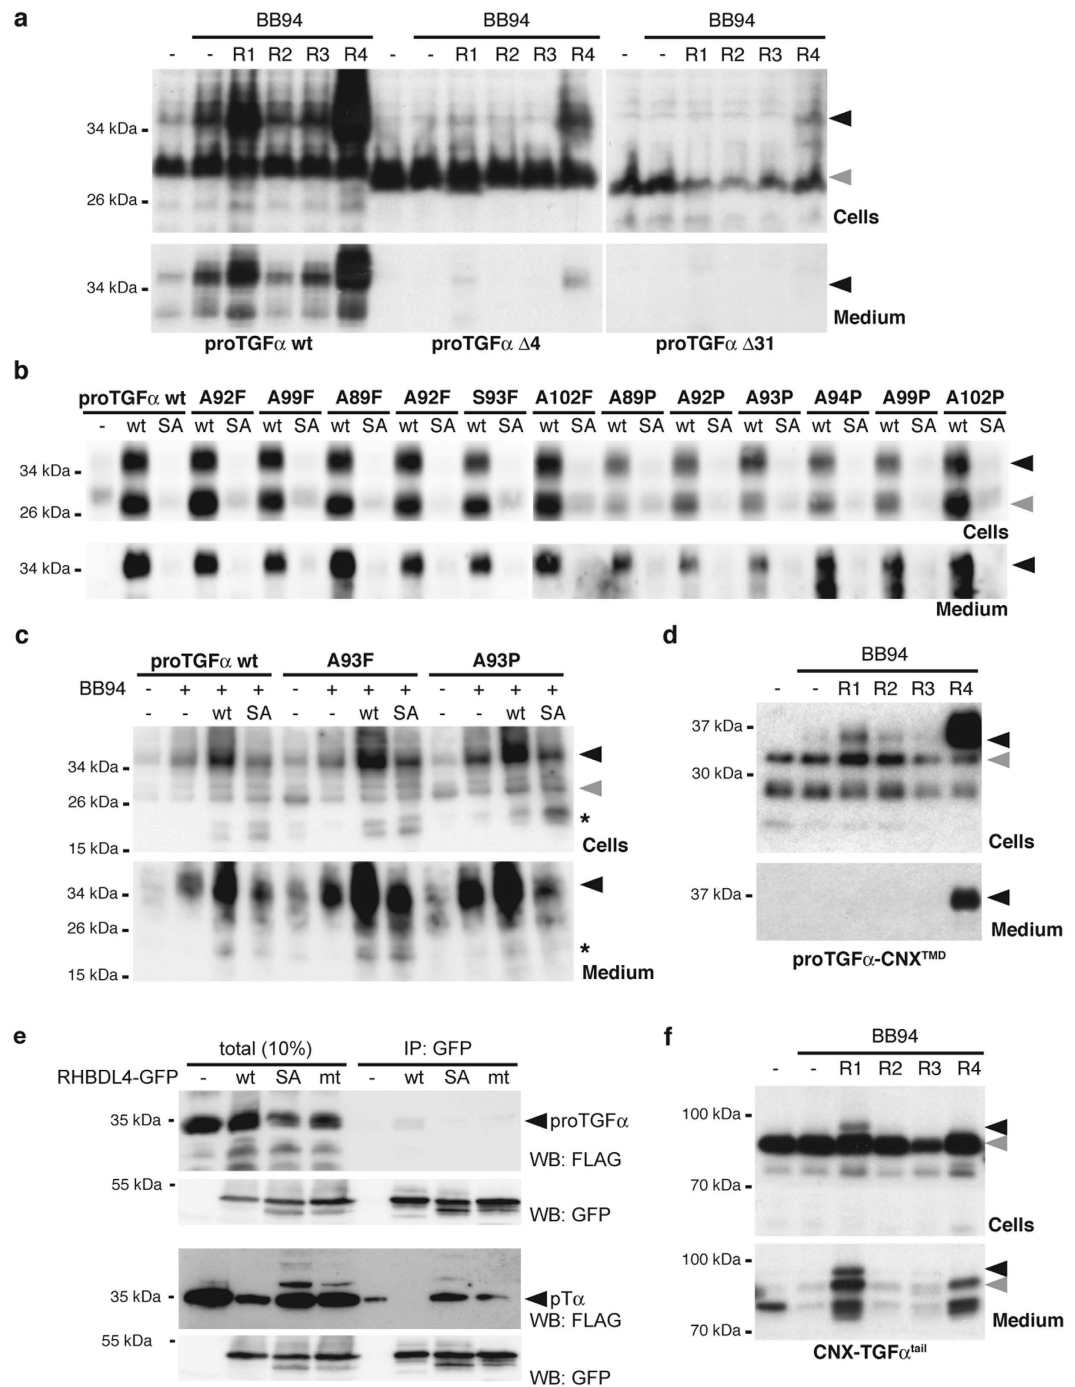 a
BB94 BB94 BB94
- - R1 R2 R3 R4 - - R1 R2 R3 R4 - - R1 R2 R3 R4
34 kDa
26 kDa
Cells
34 kDa
Medium
proTGFα wt proTGFα Δ4 proTGFα Δ31
b
proTGFα wt A92F A99F A89F A92F S93F A102F A89P A92P A93P A94P A99P A102P
- wt SA wt SA wt SA wt SA wt SA wt SA wt SA wt SA wt SA wt SA wt SA wt SA wt SA
34 kDa
26 kDa
Cells
34 kDa
Medium
c
proTGFα wt A93F A93P
BB94 - + + + - + + + - + + +
- - wt SA - - wt SA - - wt SA
34 kDa
26 kDa
*
Cells
15 kDa
34 kDa
26 kDa
*
Medium
15 kDa
d
BB94
- - R1 R2 R3 R4
37 kDa
30 kDa
Cells
37 kDa
Medium
proTGFα-CNXᵀᴹᴰ
e
total (10%) IP: GFP
RHBDL4-GFP - wt SA mt - wt SA mt
35 kDa proTGFα
WB: FLAG
55 kDa
WB: GFP
35 kDa pTα
WB: FLAG
55 kDa
WB: GFP
f
BB94
- - R1 R2 R3 R4
100 kDa
70 kDa
Cells
100 kDa
Medium
70 kDa
CNX-TGFαᵗᵃⁱˡ